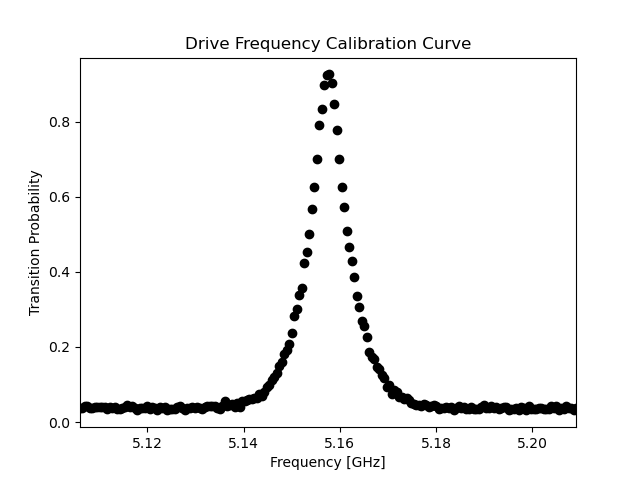 Drive Frequency Calibration Curve
Transition Probability
0.8
0.6
0.4
0.2
0.0
5.12 5.14 5.16 5.18 5.20
Frequency [GHz]